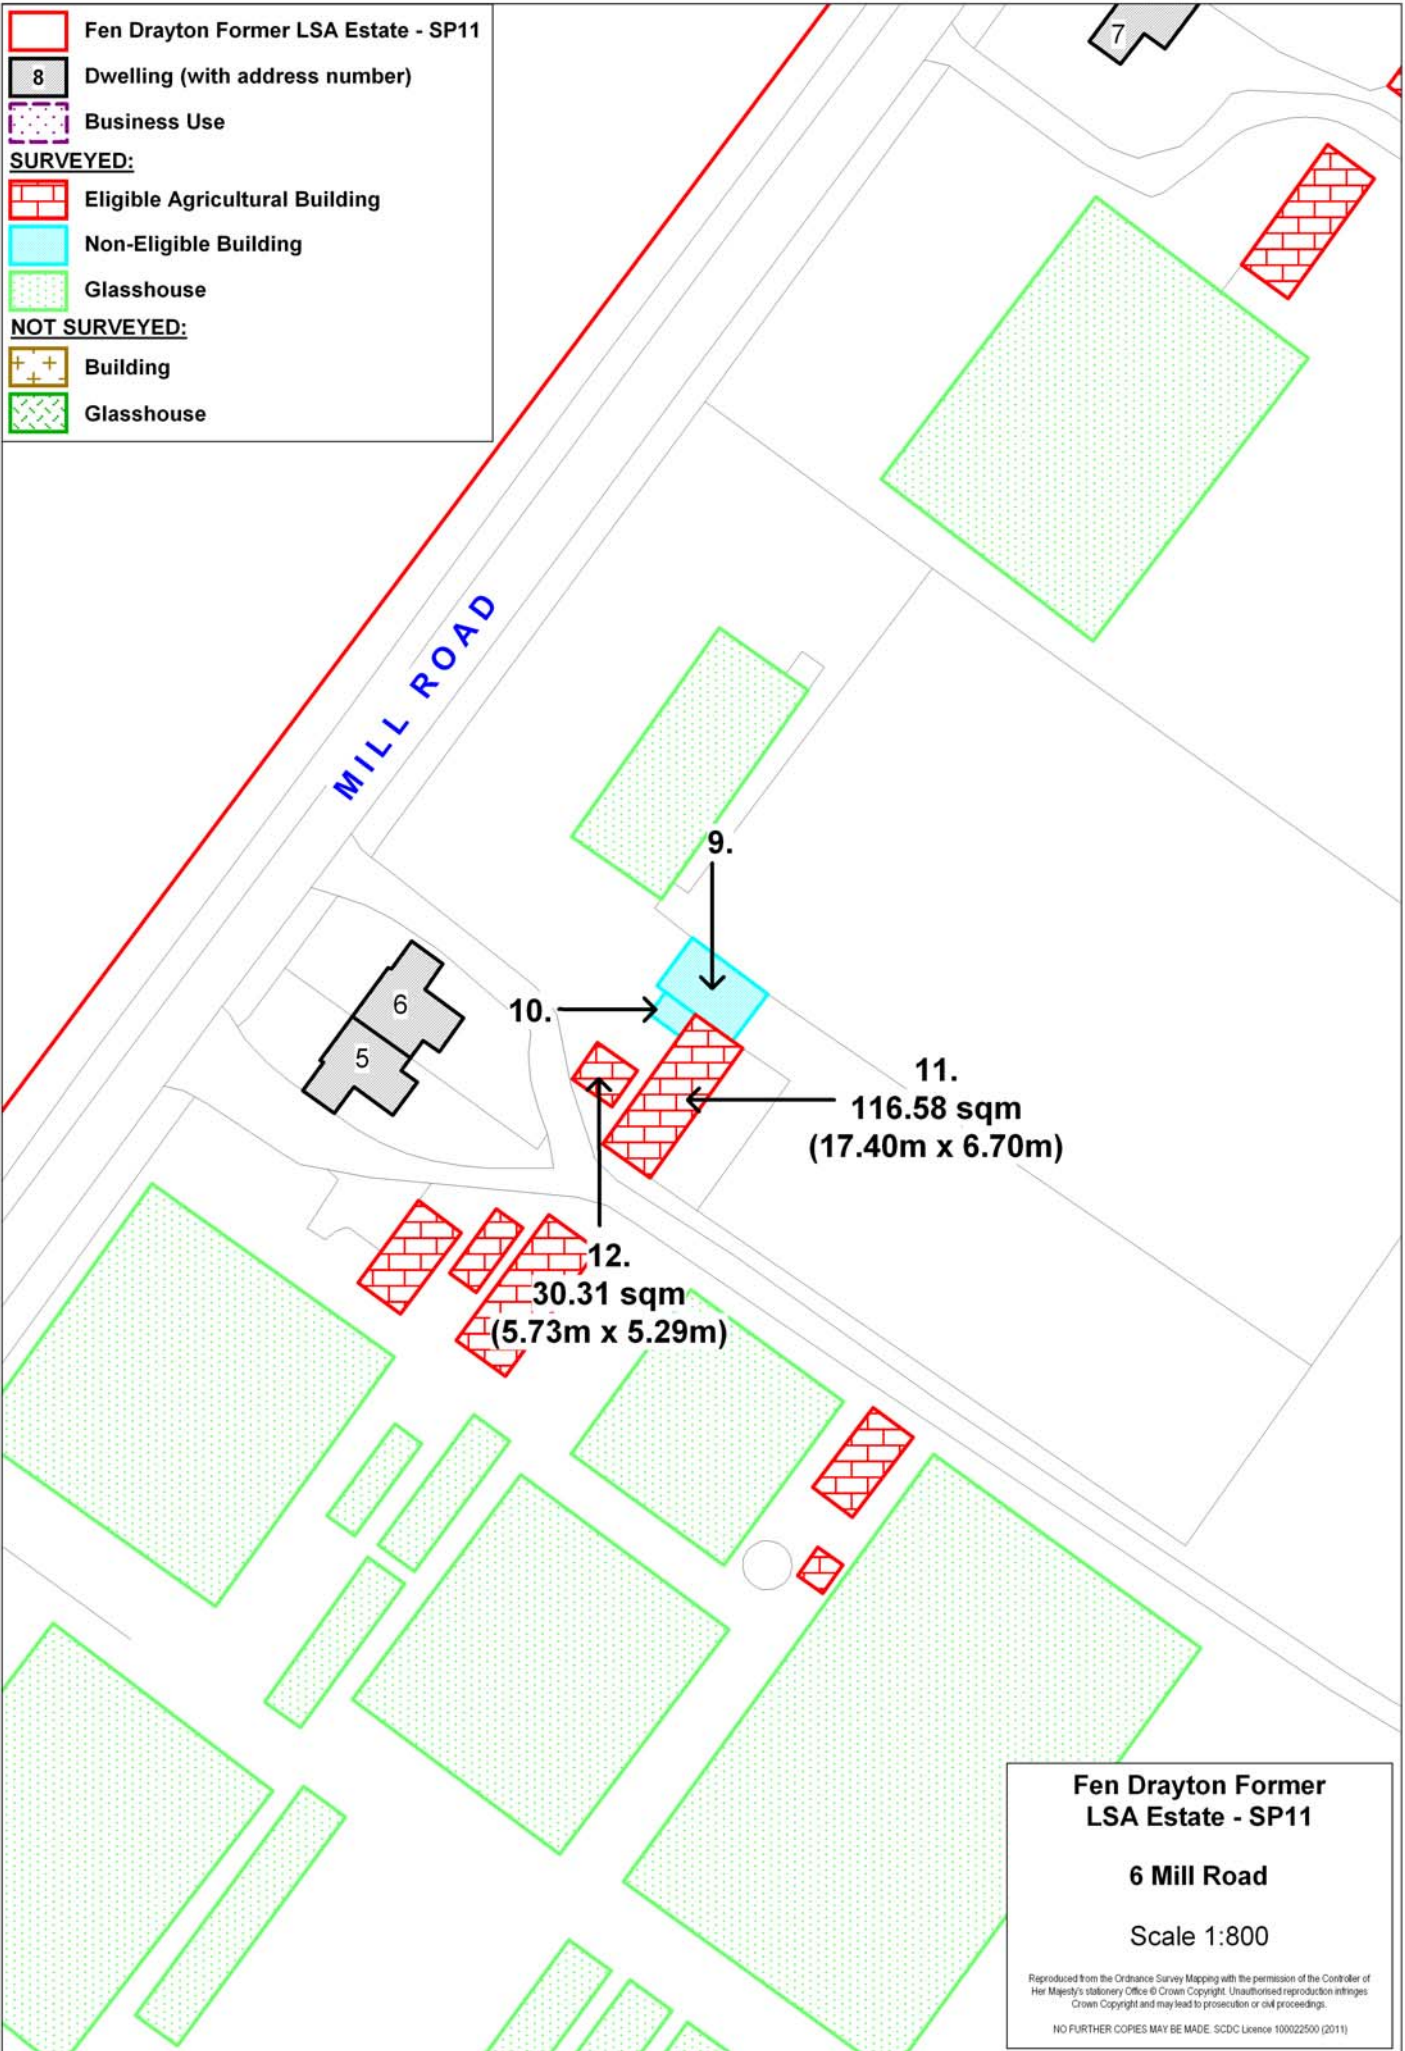 Fen Drayton Former LSA Estate - SP11
8 Dwelling (with address number)
Business Use
SURVEYED:
Eligible Agricultural Building
Non-Eligible Building
Glasshouse
NOT SURVEYED:
Building
Glasshouse
7
MILL ROAD
9.
6
10.
5
11.
116.58 sqm
(17.40m x 6.70m)
12.
30.31 sqm
(5.73m x 5.29m)
Fen Drayton Former
LSA Estate - SP11
6 Mill Road
Scale 1:800
Reproduced from the Ordnance Survey Mapping with the permission of the Controller of
Her Majesty's stationery Office © Crown Copyright. Unauthorised reproduction infringes
Crown Copyright and may lead to prosecution or civil proceedings.
NO FURTHER COPIES MAY BE MADE. SCDC Licence 100022500 (2011)